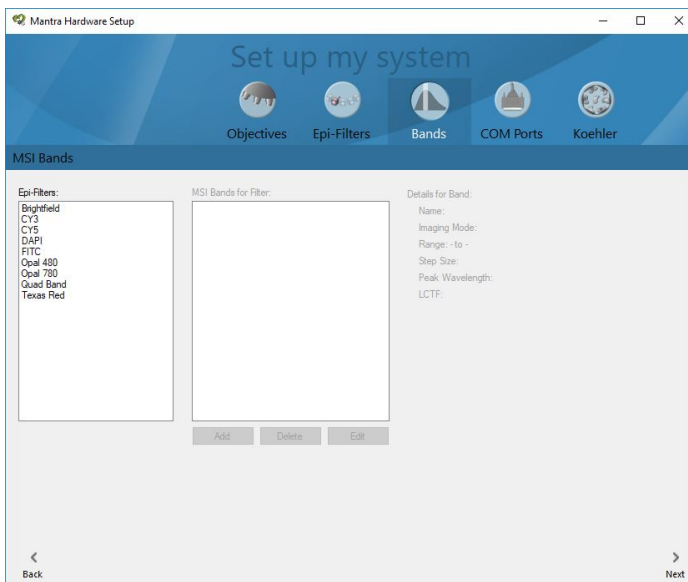 Mantra Hardware Setup
Set up my system
Objectives Epi-Filters Bands COM Ports Koehler
MSI Bands
Epi-Filters:
Brightfield
CY3
CY5
DAPI
FITC
Opal 480
Opal 780
Quad Band
Texas Red
MSI Bands for Filter:
Add Delete Edit
Details for Band:
Name:
Imaging Mode:
Range: - to -
Step Size:
Peak Wavelength:
LCTF:
Back Next